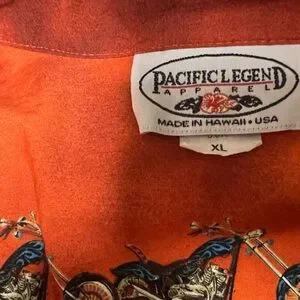 PACIFIC LEGEND
APPAREL
MADE IN HAWAII • USA
XL